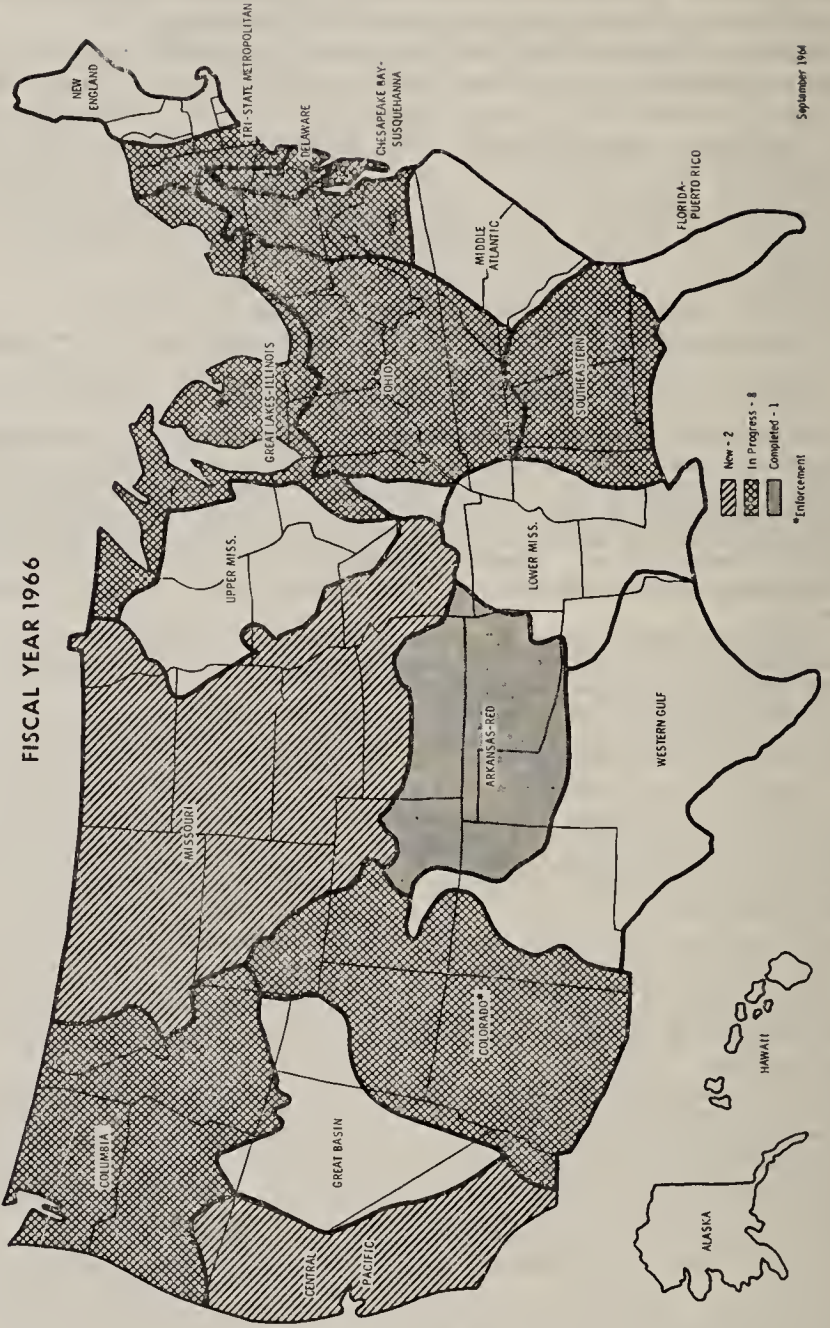 FISCAL YEAR 1966
COLUMBIA
MISSOURI
UPPER MISS.
GREAT LAKES-ILLINOIS
NEW
ENGLAND
TRI-STATE METROPOLITAN
DELAWARE
CHESAPEAKE BAY-
SUSQUEHANNA
OHIO
MIDDLE
ATLANTIC
CENTRAL
PACIFIC
GREAT BASIN
COLORADO*
ARKANSAS-RED
LOWER MISS.
SOUTHEASTERN
FLORIDA-
PUERTO RICO
WESTERN GULF
ALASKA
HAWAII
New - 2
In Progress - 8
Completed - 1
*Enforcement
September 1964